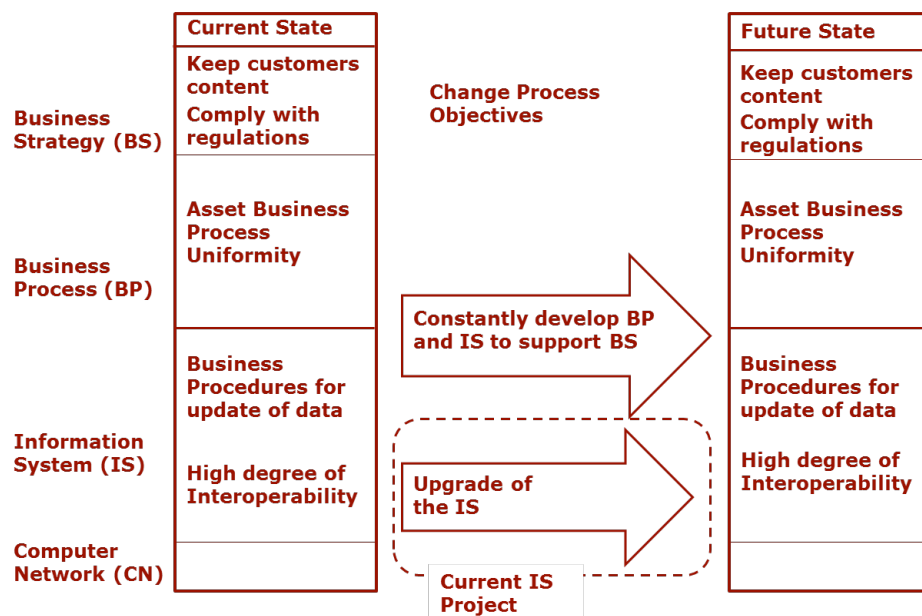 Current State
Future State
Keep customers
content
Comply with
regulations
Change Process
Objectives
Keep customers
content
Comply with
regulations
Business
Strategy (BS)
Asset Business
Process
Uniformity
Asset Business
Process
Uniformity
Business
Process (BP)
Constantly develop BP
and IS to support BS
Business
Procedures for
update of data
Business
Procedures for
update of data
Information
System (IS)
High degree of
Interoperability
Upgrade of
the IS
High degree of
Interoperability
Computer
Network (CN)
Current IS
Project